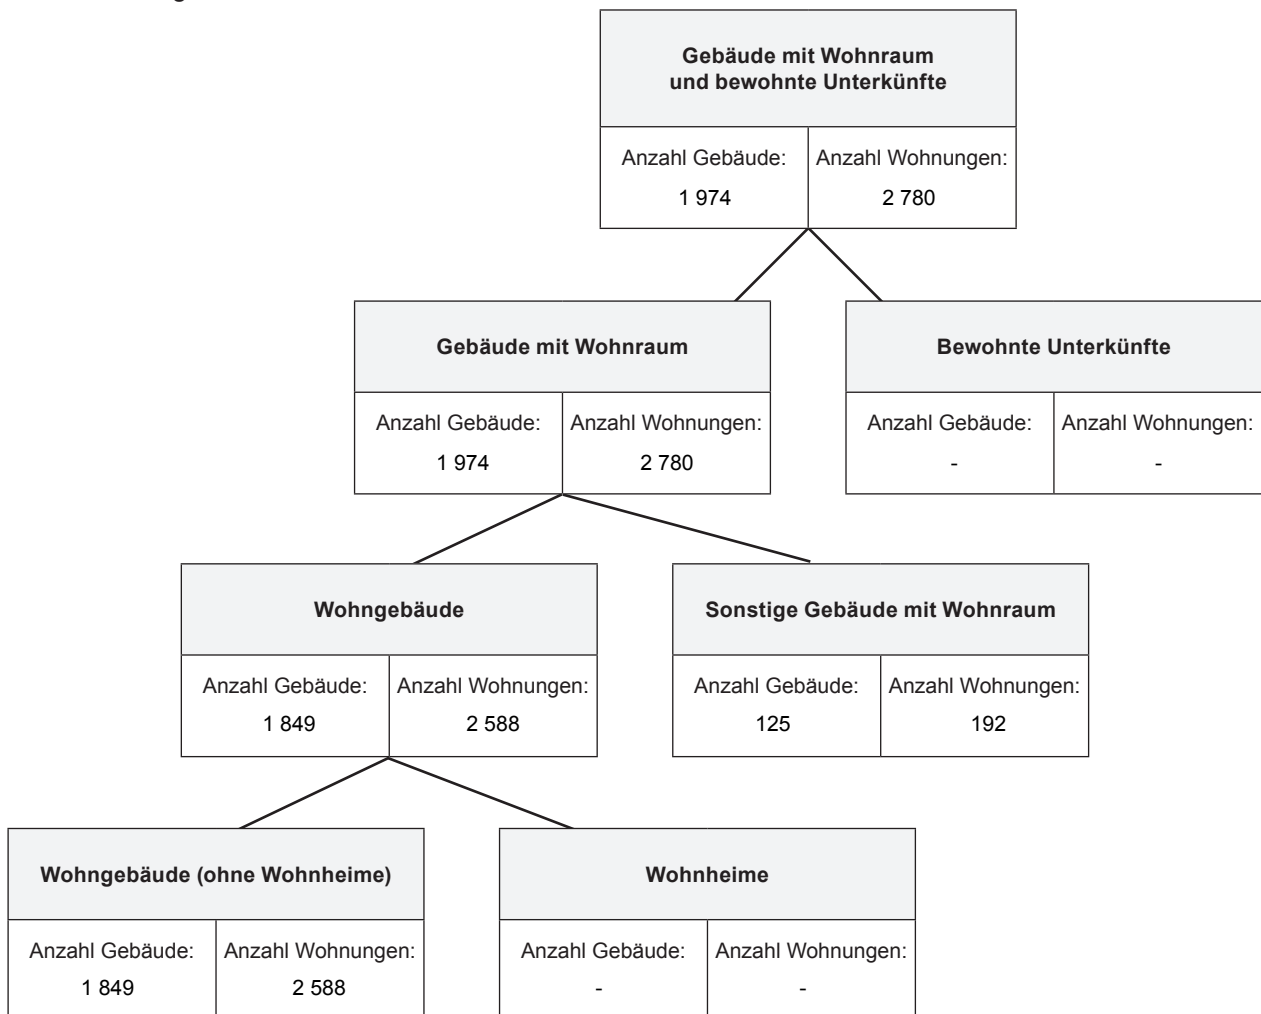 Gebäude mit Wohnraum
und bewohnte Unterkünfte
Anzahl Gebäude: Anzahl Wohnungen:
1 974 2 780
Gebäude mit Wohnraum
Anzahl Gebäude: Anzahl Wohnungen:
1 974 2 780
Bewohnte Unterkünfte
Anzahl Gebäude: Anzahl Wohnungen:
- -
Wohngebäude
Anzahl Gebäude: Anzahl Wohnungen:
1 849 2 588
Sonstige Gebäude mit Wohnraum
Anzahl Gebäude: Anzahl Wohnungen:
125 192
Wohngebäude (ohne Wohnheime)
Anzahl Gebäude: Anzahl Wohnungen:
1 849 2 588
Wohnheime
Anzahl Gebäude: Anzahl Wohnungen:
- -